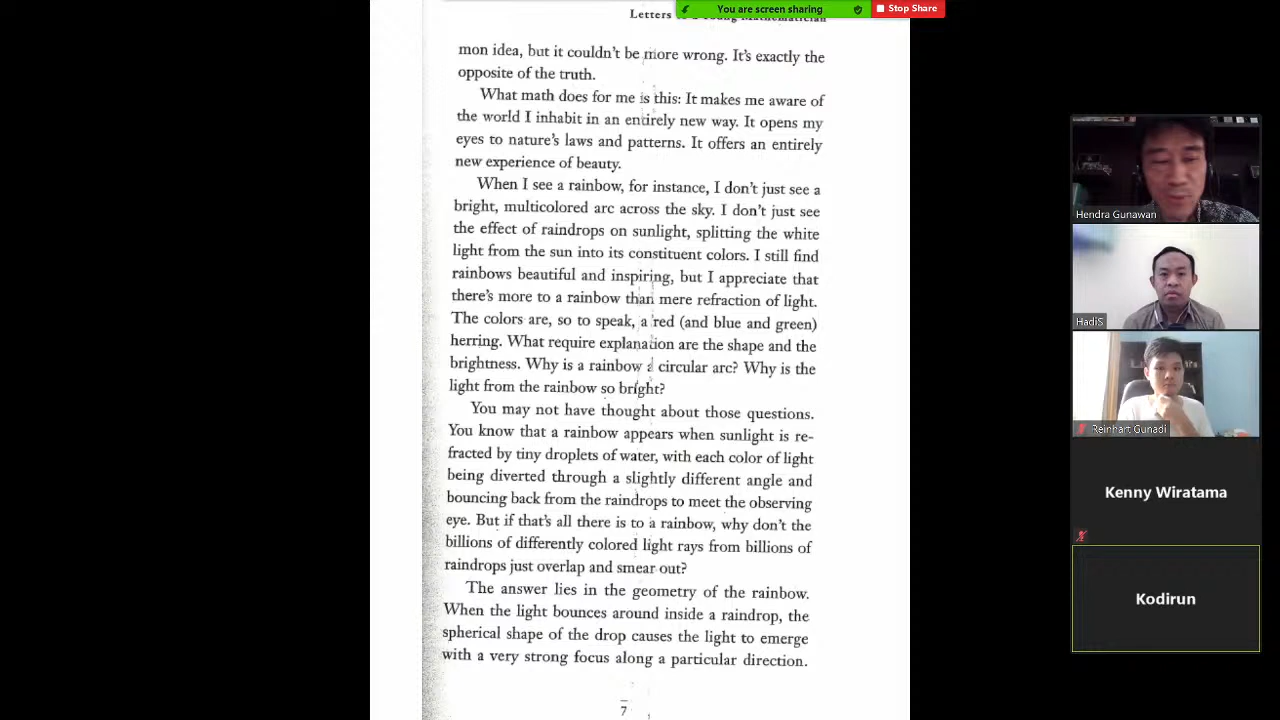 You are screen sharing
Stop Share
Letters to a Young Mathematician
mon idea, but it couldn't be more wrong. It's exactly the
opposite of the truth.
What math does for me is this: It makes me aware of
the world I inhabit in an entirely new way. It opens my
eyes to nature's laws and patterns. It offers an entirely
new experience of beauty.
When I see a rainbow, for instance, I don't just see a
bright, multicolored arc across the sky. I don't just see
the effect of raindrops on sunlight, splitting the white
light from the sun into its constituent colors. I still find
rainbows beautiful and inspiring, but I appreciate that
there's more to a rainbow than mere refraction of light.
The colors are, so to speak, a red (and blue and green)
herring. What require explanation are the shape and the
brightness. Why is a rainbow a circular arc? Why is the
light from the rainbow so bright?
You may not have thought about those questions.
You know that a rainbow appears when sunlight is re-
fracted by tiny droplets of water, with each color of light
being diverted through a slightly different angle and
bouncing back from the raindrops to meet the observing
eye. But if that's all there is to a rainbow, why don't the
billions of differently colored light rays from billions of
raindrops just overlap and smear out?
The answer lies in the geometry of the rainbow.
When the light bounces around inside a raindrop, the
spherical shape of the drop causes the light to emerge
with a very strong focus along a particular direction.
7
Hendra Gunawan
HadiS
Reinhart Gunadi
Kenny Wiratama
Kodirun